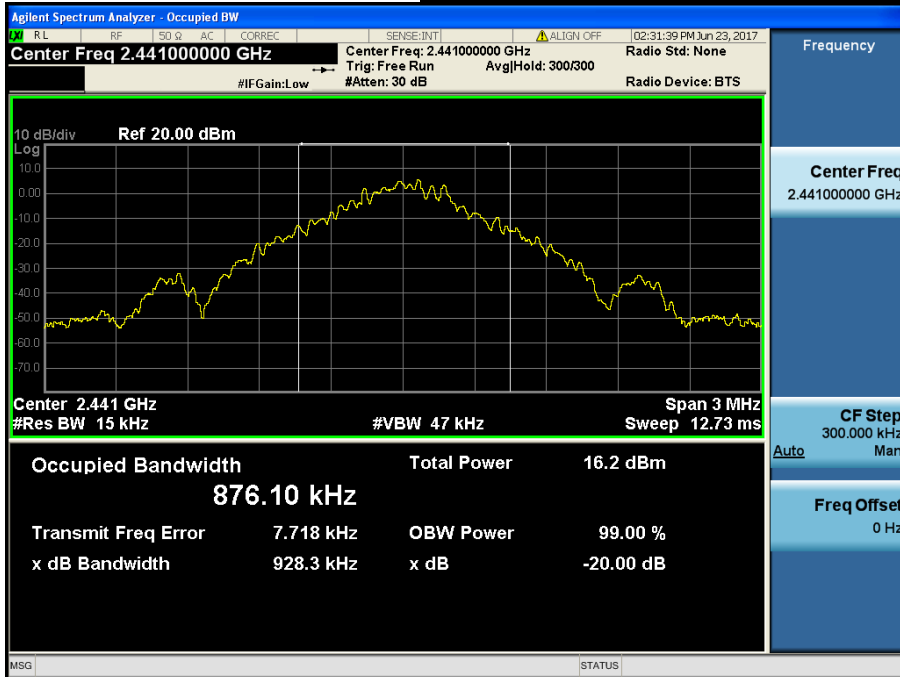 Agilent Spectrum Analyzer - Occupied BW
LXI RL RF 50 Ω AC CORREC SENSE:INT ALIGN OFF 02:31:39 PM Jun 23, 2017
Center Freq 2.441000000 GHz
Center Freq: 2.441000000 GHz Radio Std: None
Trig: Free Run Avg|Hold: 300/300
#IFGain:Low #Atten: 30 dB Radio Device: BTS
10 dB/div Ref 20.00 dBm
Log
10.0
0.00
-10.0
-20.0
-30.0
-40.0
-50.0
-60.0
-70.0
Center 2.441 GHz Span 3 MHz
#Res BW 15 kHz #VBW 47 kHz Sweep 12.73 ms
Occupied Bandwidth Total Power 16.2 dBm
876.10 kHz
Transmit Freq Error 7.718 kHz OBW Power 99.00 %
x dB Bandwidth 928.3 kHz x dB -20.00 dB
MSG STATUS
Frequency
Center Freq
2.441000000 GHz
CF Step
300.000 kHz
Auto Man
Freq Offset
0 Hz